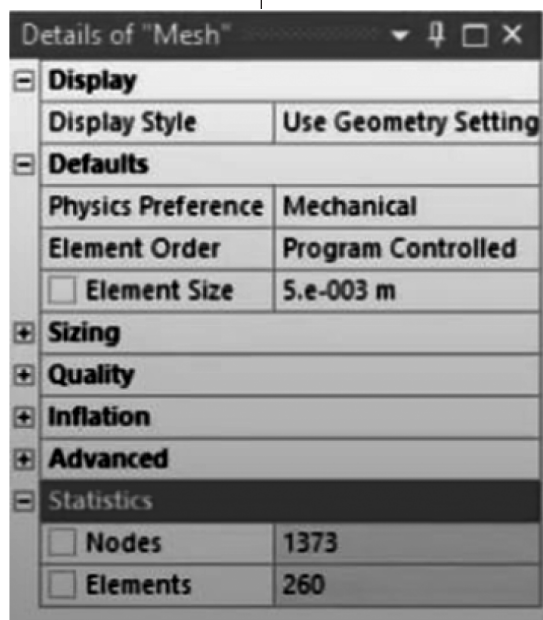 Details of "Mesh"
Display
Display Style Use Geometry Setting
Defaults
Physics Preference Mechanical
Element Order Program Controlled
Element Size 5.e-003 m
Sizing
Quality
Inflation
Advanced
Statistics
Nodes 1373
Elements 260